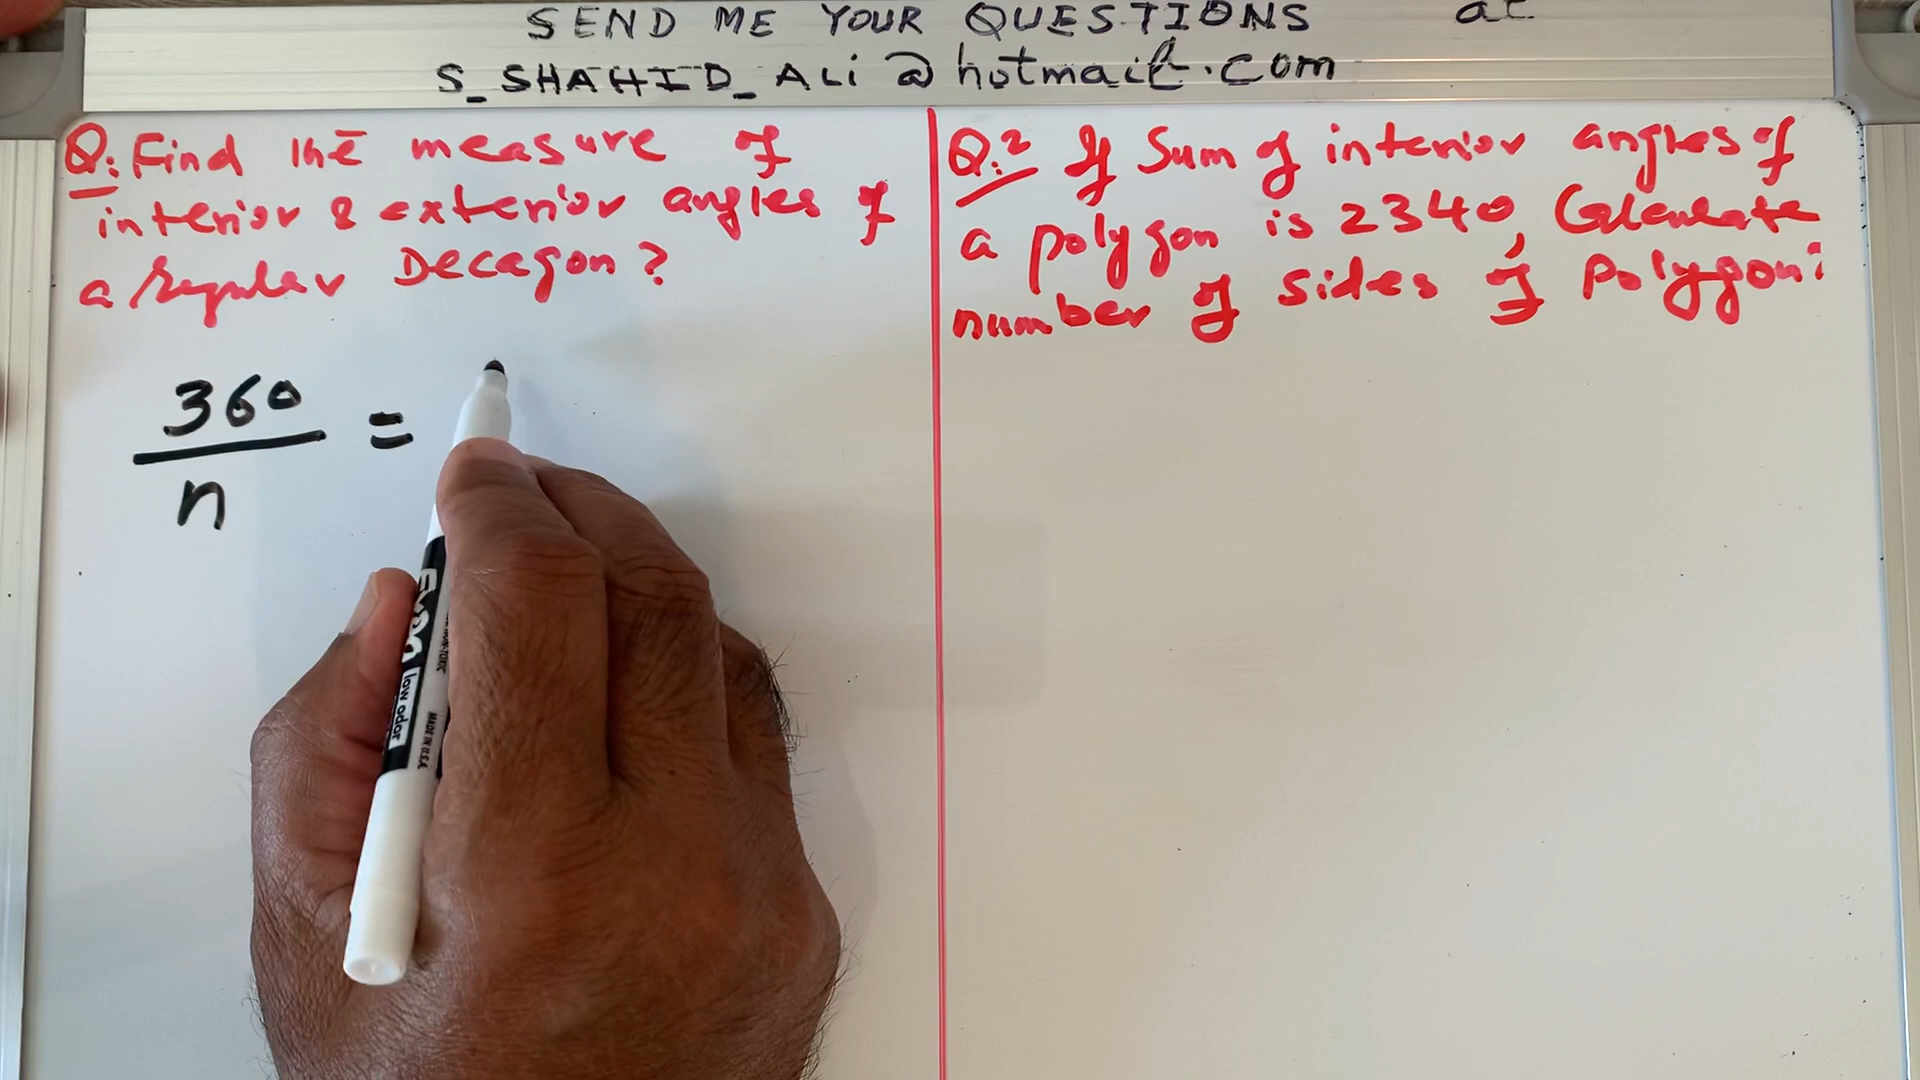 SEND ME YOUR QUESTIONS at
S_SHAHID_ALi@hotmail.com
Q: Find the measure of
interior & exterior angles of
a regular Decagon?
360
n
=
Q:2 If Sum of interior angles of
a polygon is 2340, Calculate
number of sides of Polygon:
EXPO
low odor
NON-TOXIC
MADE IN U.S.A.